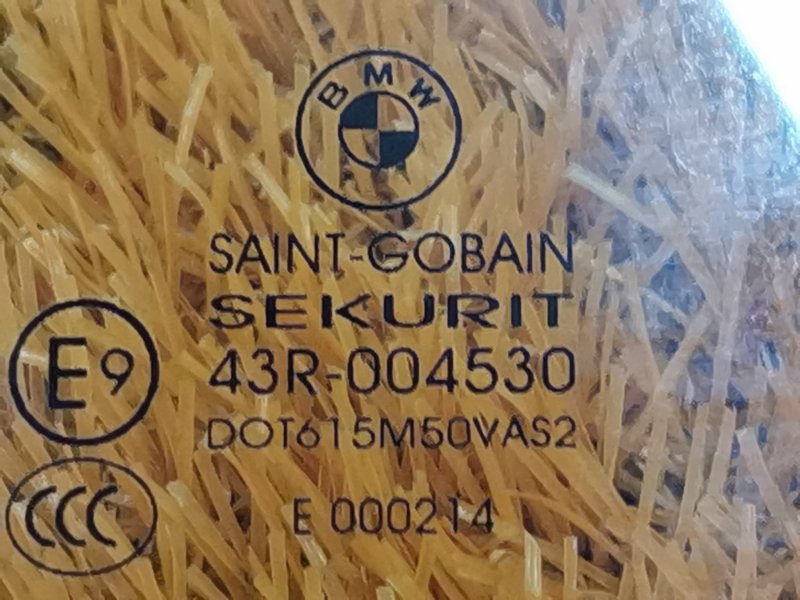 BMW
SAINT-GOBAIN
SEKURIT
E9
43R-004530
DOT615M50VAS2
CCC
E 000214